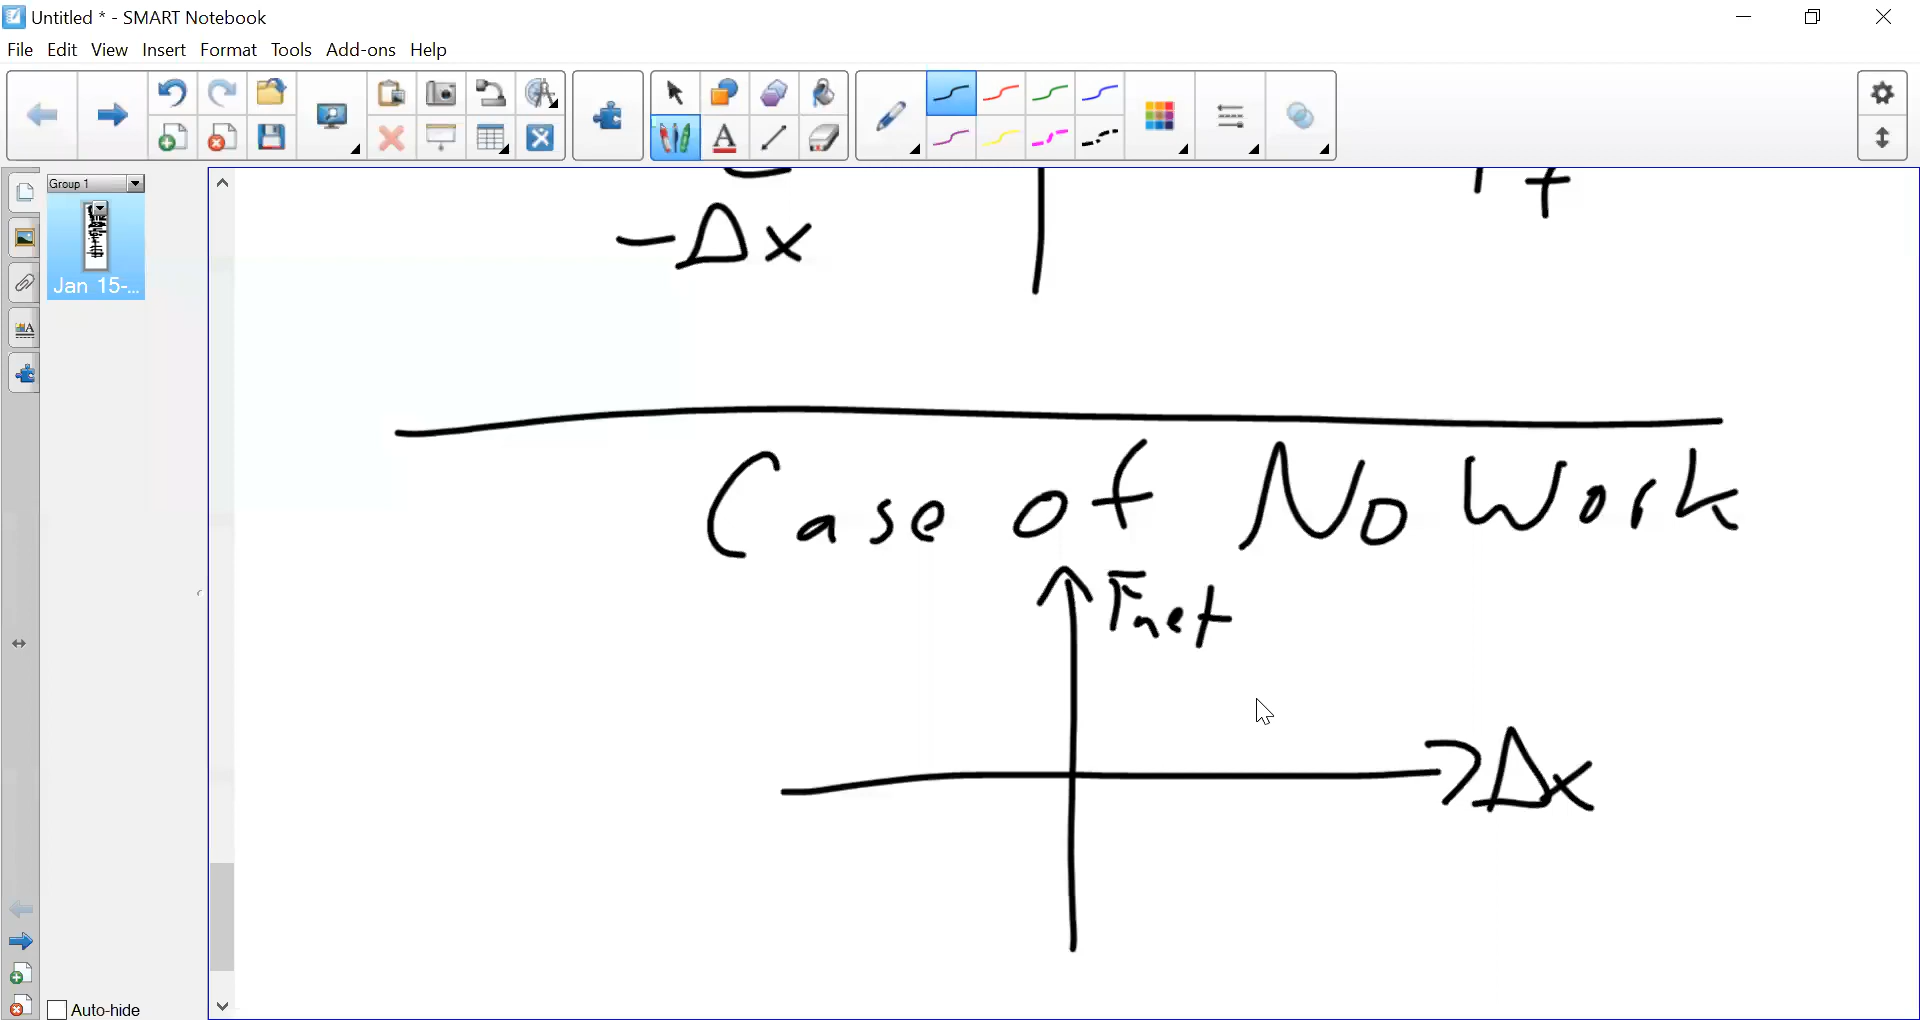 Untitled * - SMART Notebook
File Edit View Insert Format Tools Add-ons Help
Group 1
Jan 15-...
-Δx
Case of No Work
Fnet
Δx
Auto-hide